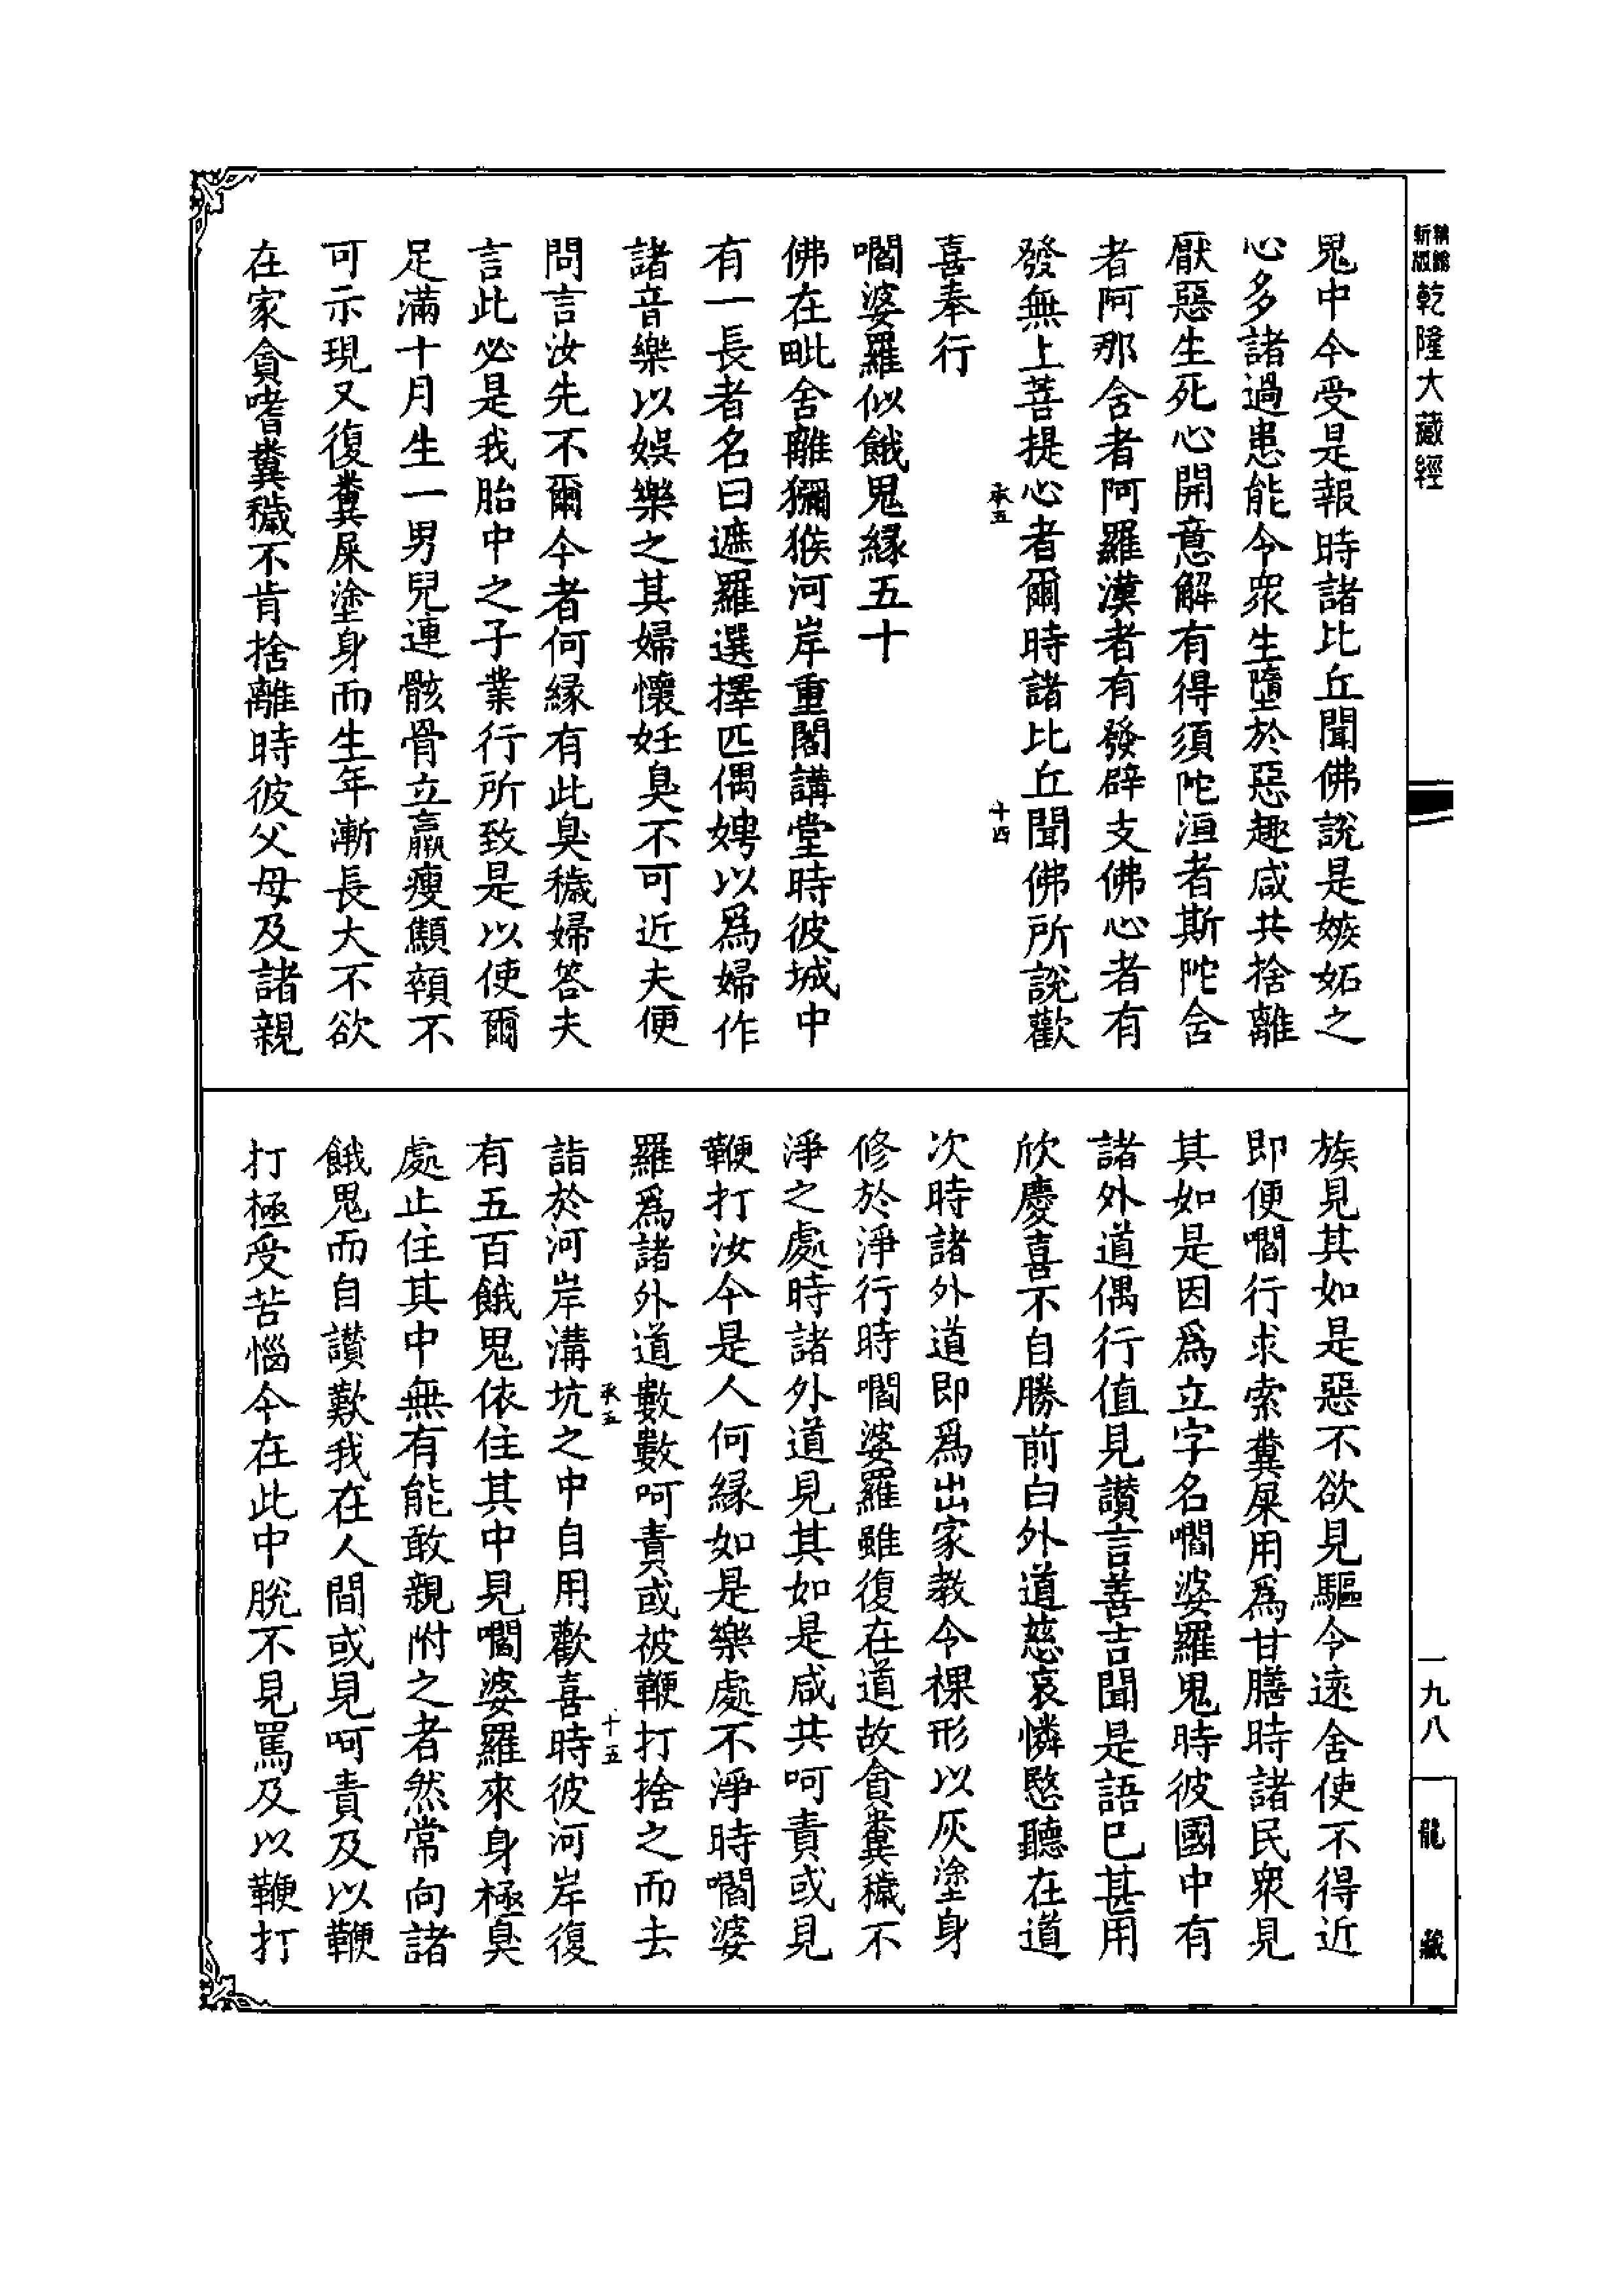 新編縮版
乾隆大藏經
鬼中今受是報時諸比丘聞佛說是嫉妬之
心多諸過患能令衆生墮於惡趣咸共捨離
厭惡生死心開意解有得須陀洹者斯陀含
者阿那含者阿羅漢者有發辟支佛心者有
發無上菩提心者爾時諸比丘聞佛所說歡
承五
十四
喜奉行
嚪婆羅似餓鬼緣五十
佛在毗舍離獼猴河岸重閣講堂時彼城中
有一長者名曰遮羅選擇匹偶娉以爲婦作
諸音樂以娛樂之其婦懷妊臭不可近夫便
問言汝先不爾今者何緣有此臭穢婦答夫
言此必是我胎中之子業行所致是以使爾
足滿十月生一男兒連骸骨立羸瘦顦顇不
可示現又復糞屎塗身而生年漸長大不欲
在家貪嗜糞穢不肯捨離時彼父母及諸親
族見其如是惡不欲見驅令遠舍使不得近
即便嚪行求索糞屎用爲甘膳時諸民衆見
其如是因爲立字名嚪婆羅鬼時彼國中有
諸外道偶行值見讃言善吉聞是語已甚用
欣慶喜不自勝前白外道慈哀憐愍聽在道
次時諸外道即爲出家教令裸形以灰塗身
修於淨行時嚪婆羅雖復在道故貪糞穢不
淨之處時諸外道見其如是咸共呵責或見
鞭打汝今是人何緣如是樂處不淨時嚪婆
羅爲諸外道數數呵責或被鞭打捨之而去
承五
十五
詣於河岸溝坑之中自用歡喜時彼河岸復
有五百餓鬼依住其中見嚪婆羅來身極臭
處止住其中無有能敢親附之者然常向諸
餓鬼而自讃歎我在人間或見呵責及以鞭
打極受苦惱今在此中脫不見罵及以鞭打
一九八
龍藏